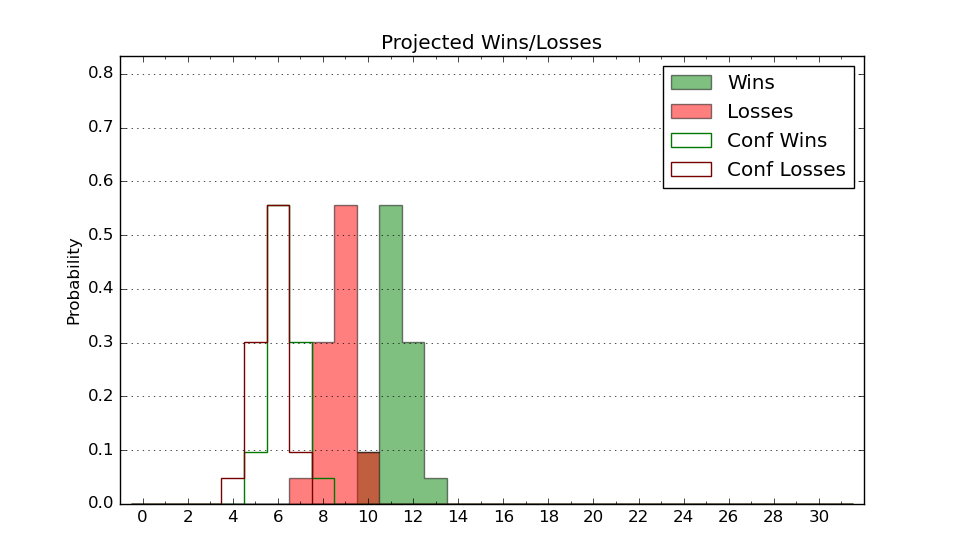 Projected Wins/Losses
0.8
0.7
0.6
0.5
0.4
0.3
0.2
0.1
0.0
Probability
Wins
Losses
Conf Wins
Conf Losses
0 2 4 6 8 10 12 14 16 18 20 22 24 26 28 30